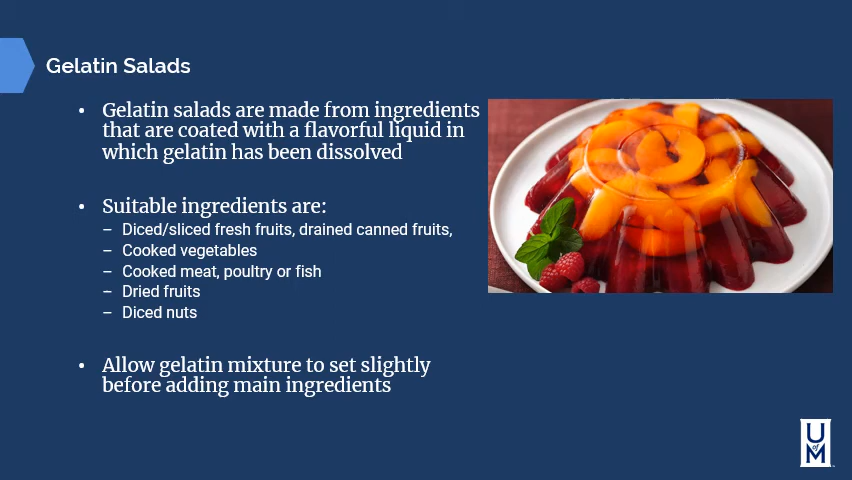 Gelatin Salads
• Gelatin salads are made from ingredients
that are coated with a flavorful liquid in
which gelatin has been dissolved
• Suitable ingredients are:
– Diced/sliced fresh fruits, drained canned fruits,
– Cooked vegetables
– Cooked meat, poultry or fish
– Dried fruits
– Diced nuts
• Allow gelatin mixture to set slightly
before adding main ingredients
U
of
M